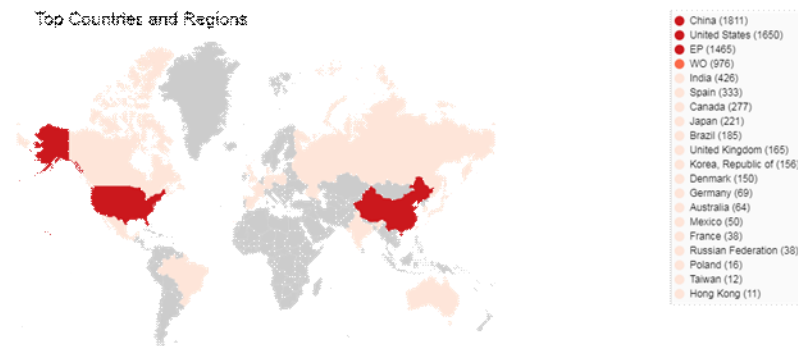 Top Countries and Regions
China (1811)
United States (1650)
EP (1465)
WO (976)
India (426)
Spain (333)
Canada (277)
Japan (221)
Brazil (185)
United Kingdom (165)
Korea, Republic of (156)
Denmark (150)
Germany (69)
Australia (64)
Mexico (50)
France (38)
Russian Federation (38)
Poland (16)
Taiwan (12)
Hong Kong (11)